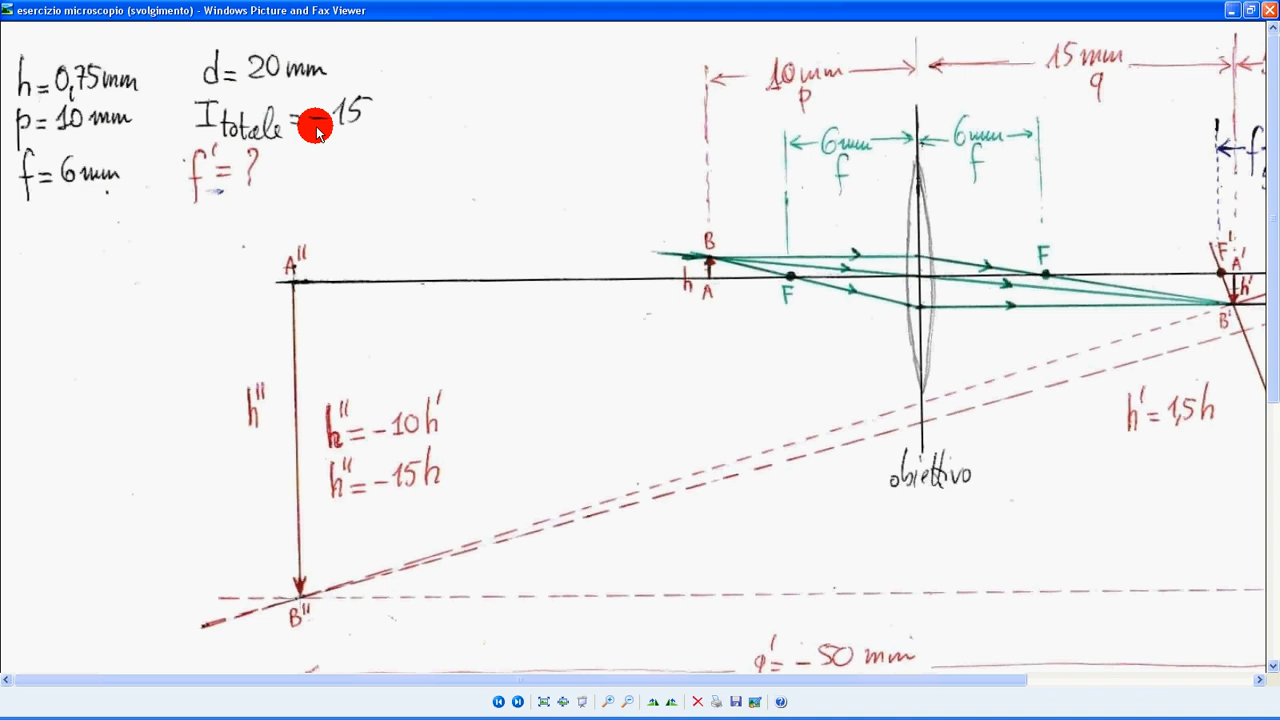 esercizio microscopio (svolgimento) - Windows Picture and Fax Viewer
h = 0,75 mm
d = 20 mm
p = 10 mm
I totale = -15
f = 6 mm
f' = ?
10 mm
p
15 mm
q
6 mm
f
6 mm
f
f
A"
B
h
A
F
F
F'
A'
h'
B'
h"
h" = -10 h'
h" = -15 h
h' = 1,5 h
obiettivo
B"
q' = -50 mm